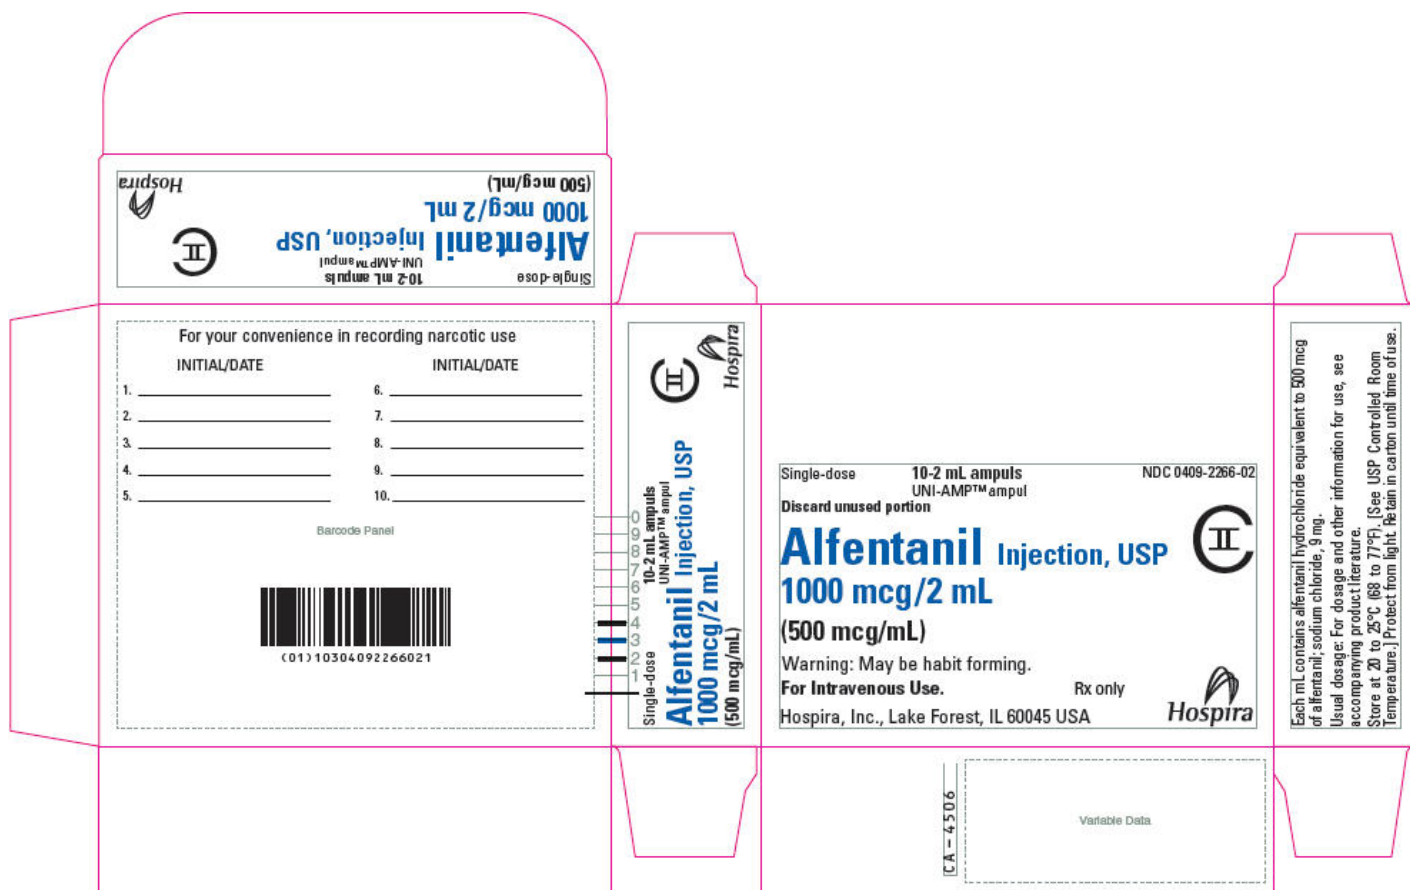 Single-dose
10-2 mL ampuls
UNI-AMP™ ampul
Alfentanil Injection, USP
1000 mcg/2 mL
(500 mcg/mL)
CII
Hospira
For your convenience in recording narcotic use
INITIAL/DATE INITIAL/DATE
1. 6.
2. 7.
3. 8.
4. 9.
5. 10.
Barcode Panel
(01)10304092266021
0
9
8
7
6
5
4
3
2
1
Single-dose
10-2 mL ampuls
UNI-AMP™ ampul
Alfentanil Injection, USP
1000 mcg/2 mL
(500 mcg/mL)
CII
Hospira
Single-dose 10-2 mL ampuls NDC 0409-2266-02
UNI-AMP™ ampul
Discard unused portion
Alfentanil Injection, USP CII
1000 mcg/2 mL
(500 mcg/mL)
Warning: May be habit forming.
For Intravenous Use. Rx only
Hospira, Inc., Lake Forest, IL 60045 USA
Hospira
Each mL contains alfentanil hydrochloride equivalent to 500 mcg
of alfentanil; sodium chloride, 9 mg.
Usual dosage: For dosage and other information for use, see
accompanying product literature.
Store at 20 to 25°C (68 to 77°F). [See USP Controlled Room
Temperature.] Protect from light. Retain in carton until time of use.
CA-4506
Variable Data